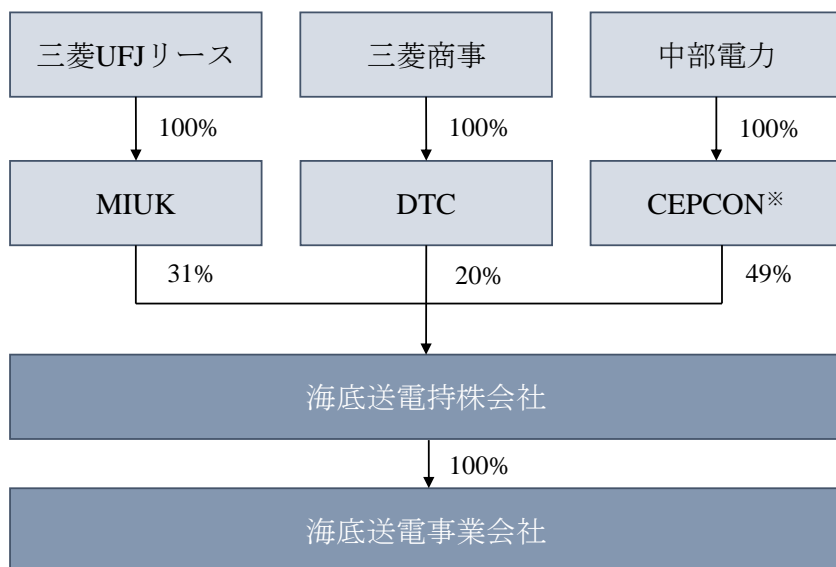 三菱UFJリース 三菱商事 中部電力
100% 100% 100%
MIUK DTC CEPCON※
31% 20% 49%
海底送電持株会社
100%
海底送電事業会社